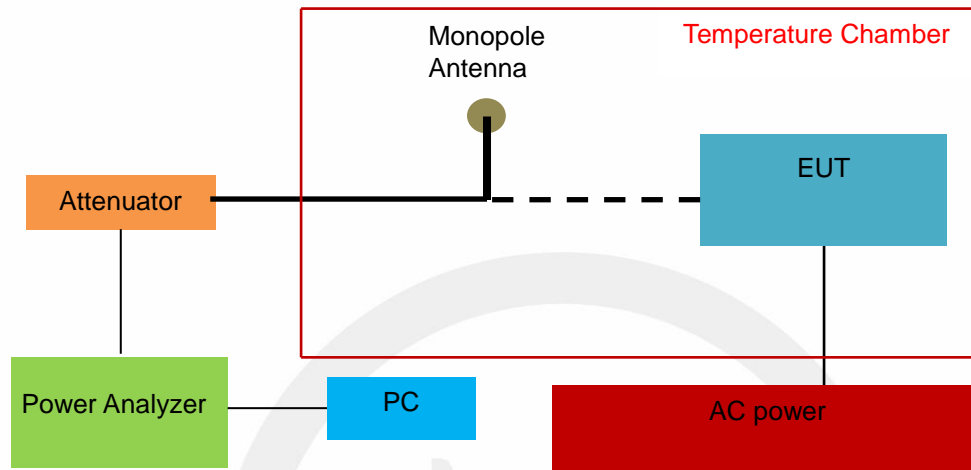 Monopole
Antenna
Temperature Chamber
EUT
Attenuator
Power Analyzer
PC
AC power